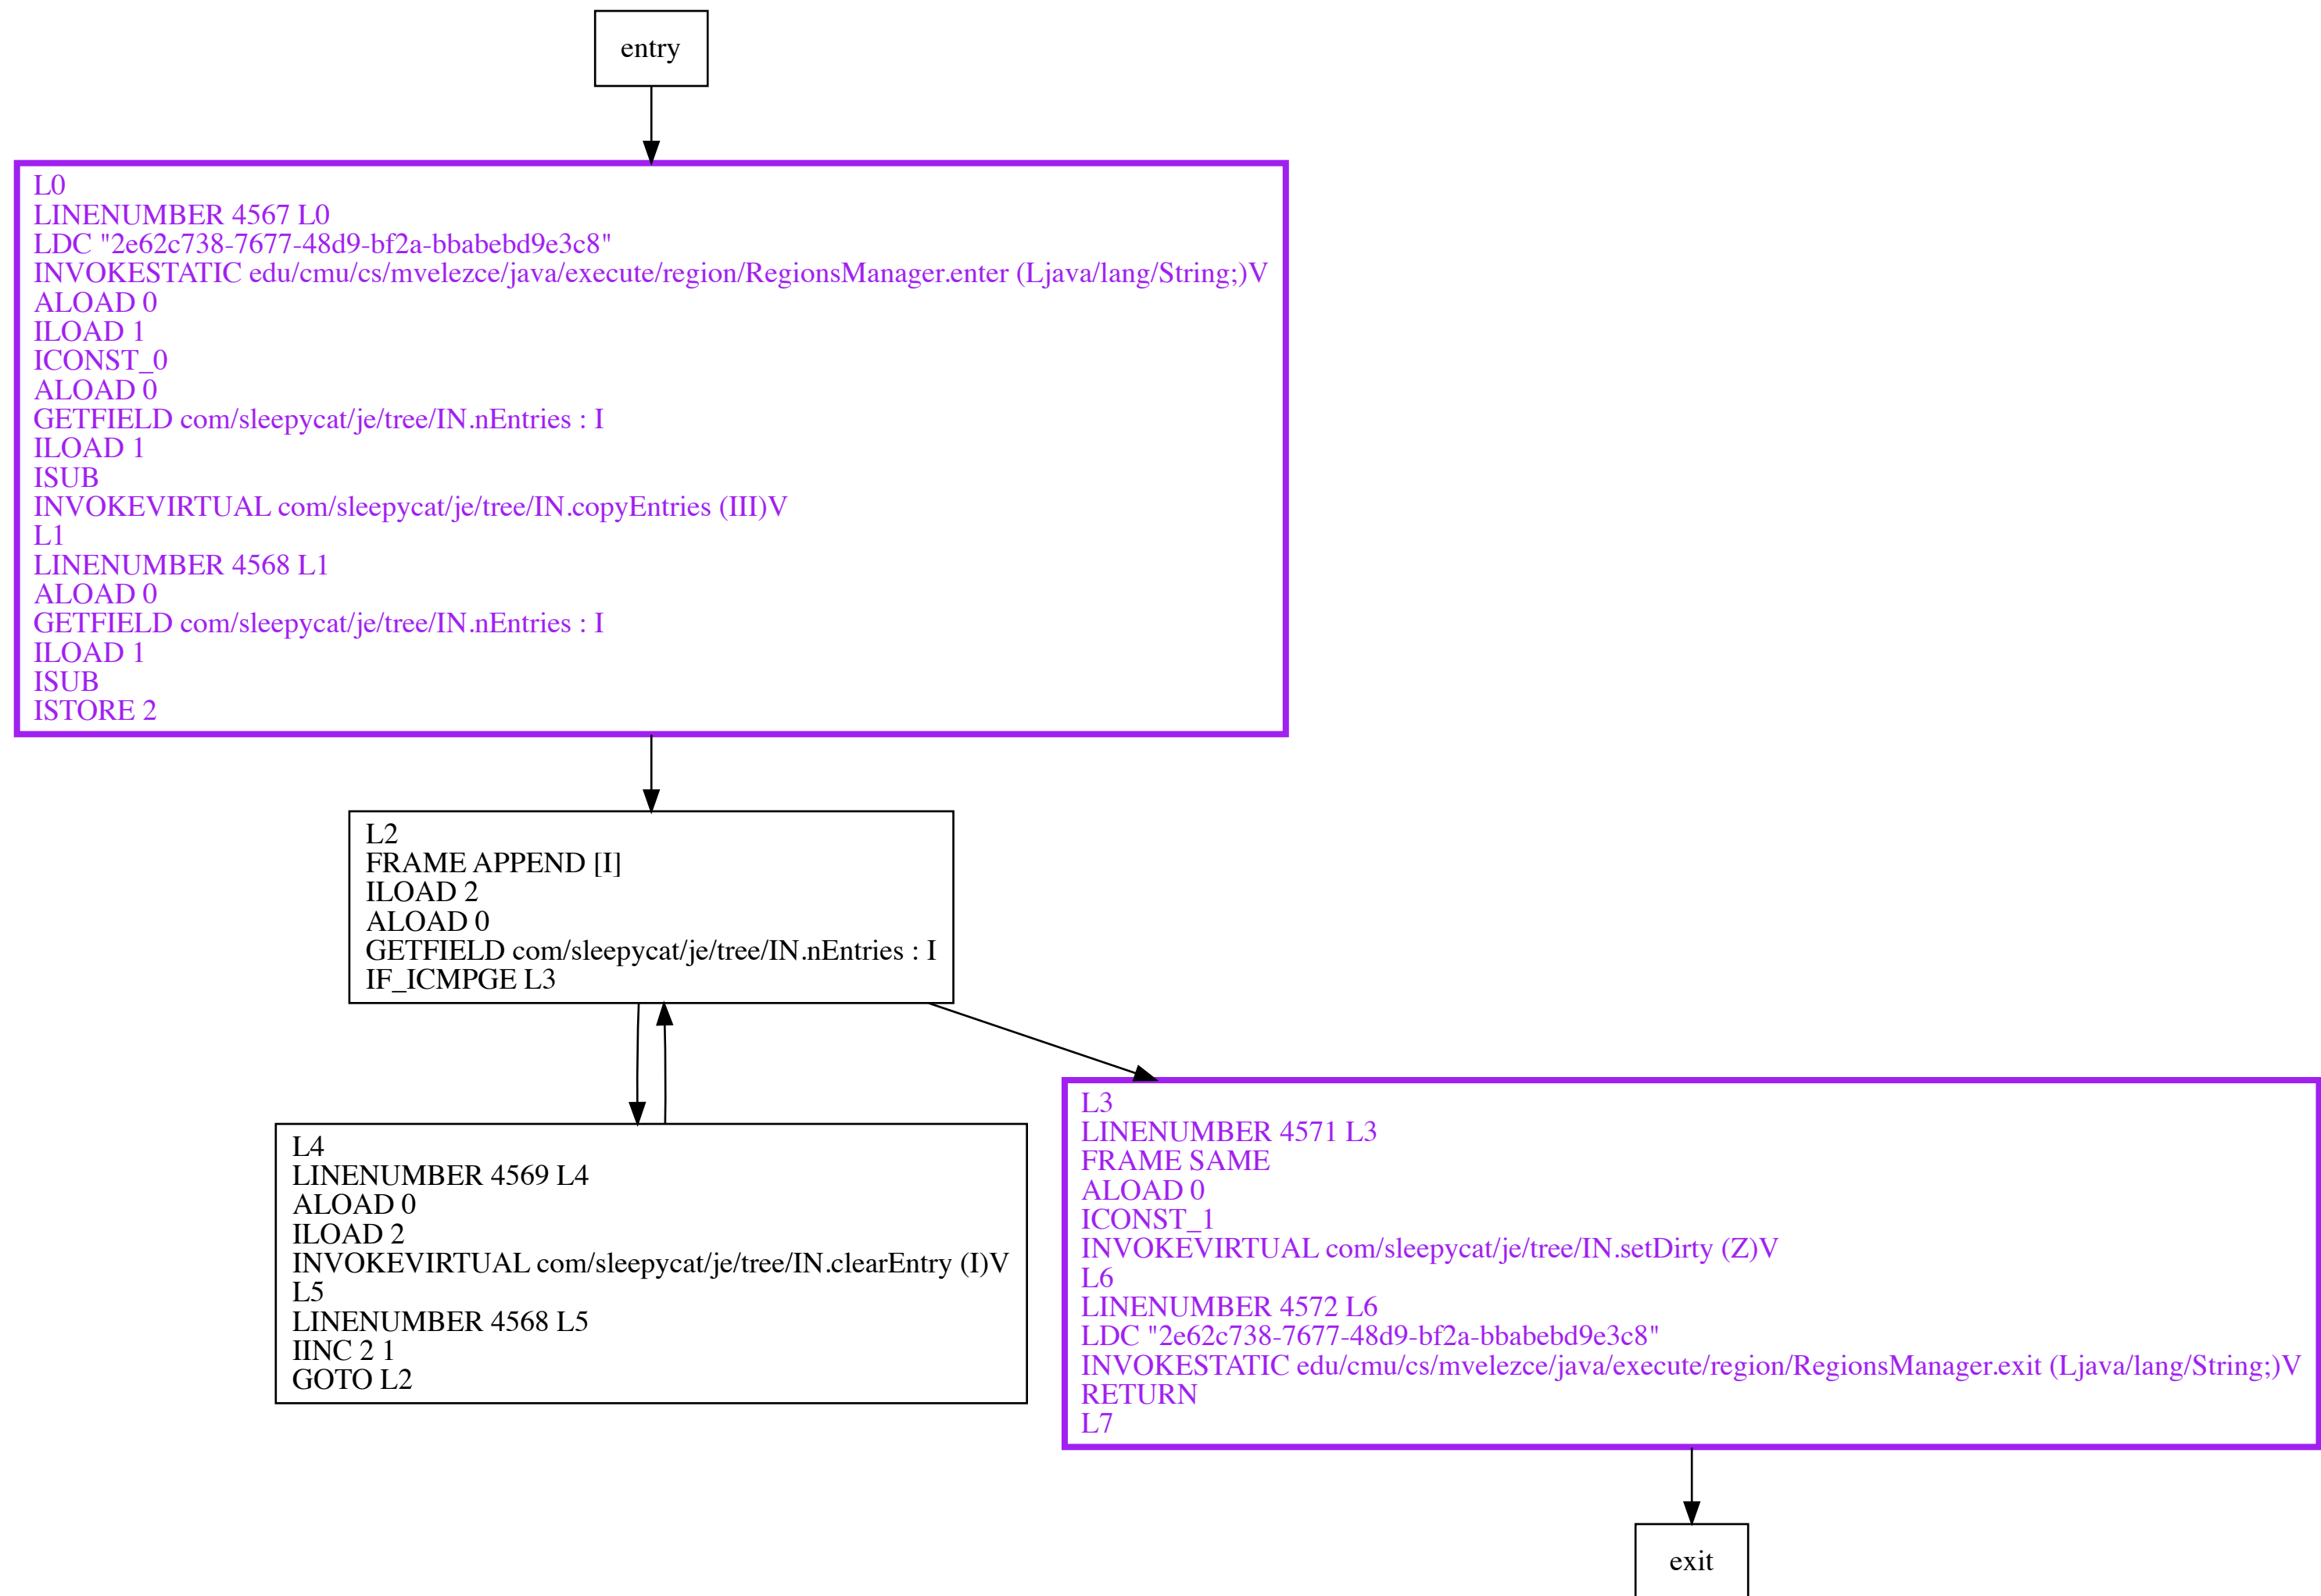 entry
L0
LINENUMBER 4567 L0
LDC "2e62c738-7677-48d9-bf2a-bbabebd9e3c8"
INVOKESTATIC edu/cmu/cs/mvelezce/java/execute/region/RegionsManager.enter (Ljava/lang/String;)V
ALOAD 0
ILOAD 1
ICONST_0
ALOAD 0
GETFIELD com/sleepycat/je/tree/IN.nEntries : I
ILOAD 1
ISUB
INVOKEVIRTUAL com/sleepycat/je/tree/IN.copyEntries (III)V
L1
LINENUMBER 4568 L1
ALOAD 0
GETFIELD com/sleepycat/je/tree/IN.nEntries : I
ILOAD 1
ISUB
ISTORE 2
L2
FRAME APPEND [I]
ILOAD 2
ALOAD 0
GETFIELD com/sleepycat/je/tree/IN.nEntries : I
IF_ICMPGE L3
L4
LINENUMBER 4569 L4
ALOAD 0
ILOAD 2
INVOKEVIRTUAL com/sleepycat/je/tree/IN.clearEntry (I)V
L5
LINENUMBER 4568 L5
IINC 2 1
GOTO L2
L3
LINENUMBER 4571 L3
FRAME SAME
ALOAD 0
ICONST_1
INVOKEVIRTUAL com/sleepycat/je/tree/IN.setDirty (Z)V
L6
LINENUMBER 4572 L6
LDC "2e62c738-7677-48d9-bf2a-bbabebd9e3c8"
INVOKESTATIC edu/cmu/cs/mvelezce/java/execute/region/RegionsManager.exit (Ljava/lang/String;)V
RETURN
L7
exit